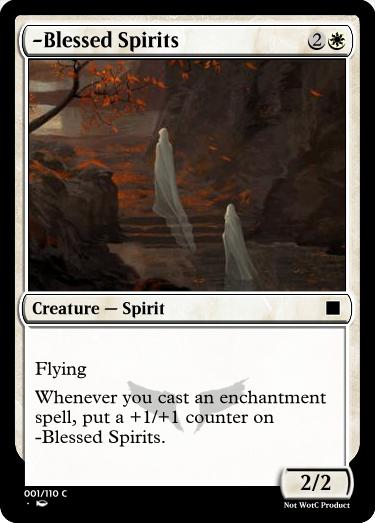 -Blessed Spirits 2
Creature — Spirit
Flying
Whenever you cast an enchantment
spell, put a +1/+1 counter on
-Blessed Spirits.
2/2
001/110 C
Not WotC Product